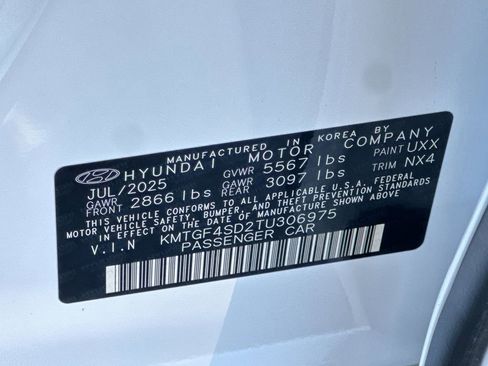 MANUFACTURED IN KOREA BY
HYUNDAI MOTOR COMPANY
JUL/2025 GVWR 5567 lbs PAINT UXX
GAWR FRONT 2866 lbs GAWR REAR 3097 lbs TRIM NX4
THIS VEHICLE CONFORMS TO ALL APPLICABLE U.S.A. FEDERAL
MOTOR VEHICLE SAFETY, BUMPER, AND THEFT PREVENTION STANDARDS
IN EFFECT ON THE DATE OF MANUFACTURE SHOWN ABOVE.
V.I.N KMTGF4SD2TU306975
PASSENGER CAR